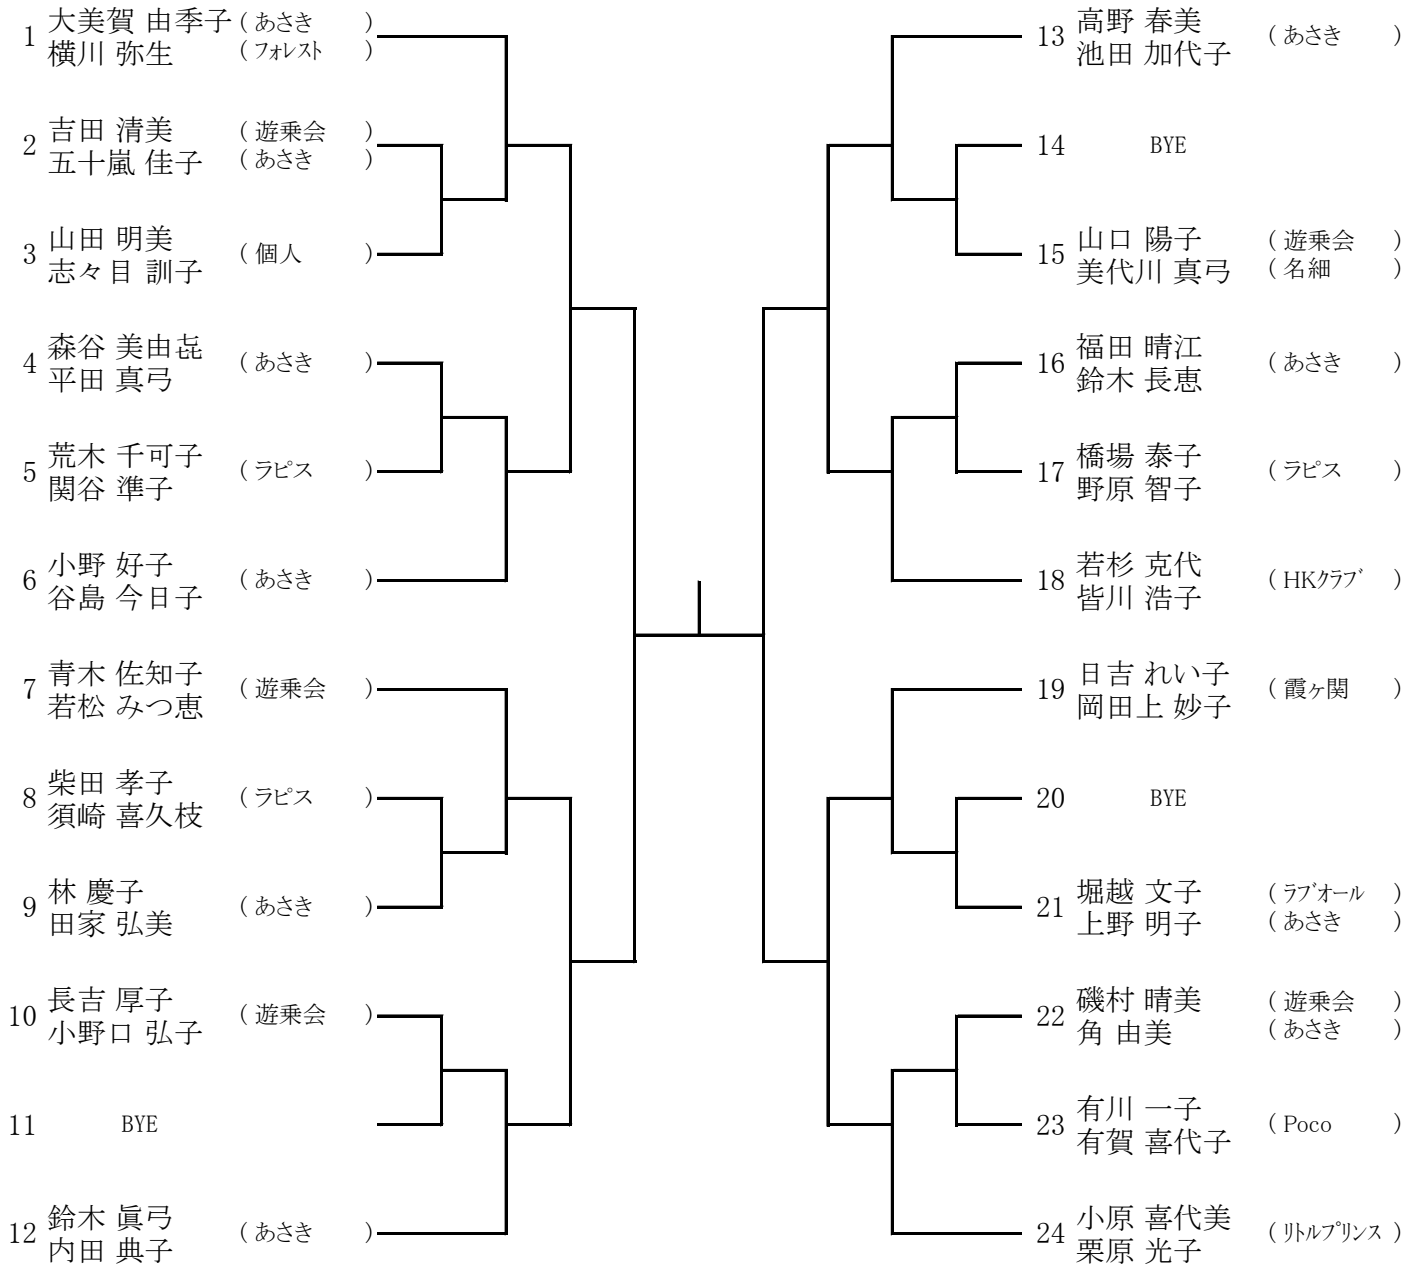 1 大美賀 由季子 (あさき)
横川 弥生 (フォレスト)
2 吉田 清美 (遊乗会)
五十嵐 佳子 (あさき)
3 山田 明美 (個人)
志々目 訓子
4 森谷 美由㐂 (あさき)
平田 真弓
5 荒木 千可子 (ラピス)
関谷 準子
6 小野 好子 (あさき)
谷島 今日子
7 青木 佐知子 (遊乗会)
若松 みつ恵
8 柴田 孝子 (ラピス)
須崎 喜久枝
9 林 慶子 (あさき)
田家 弘美
10 長吉 厚子 (遊乗会)
小野口 弘子
11 BYE
12 鈴木 眞弓 (あさき)
内田 典子
13 高野 春美 (あさき)
池田 加代子
14 BYE
15 山口 陽子 (遊乗会)
美代川 真弓 (名細)
16 福田 晴江 (あさき)
鈴木 長恵
17 橋場 泰子 (ラピス)
野原 智子
18 若杉 克代 (HKクラブ)
皆川 浩子
19 日吉 れい子 (霞ヶ関)
岡田上 妙子
20 BYE
21 堀越 文子 (ラブオール)
上野 明子 (あさき)
22 磯村 晴美 (遊乗会)
角 由美 (あさき)
23 有川 一子 (Poco)
有賀 喜代子
24 小原 喜代美 (リトルプリンス)
栗原 光子